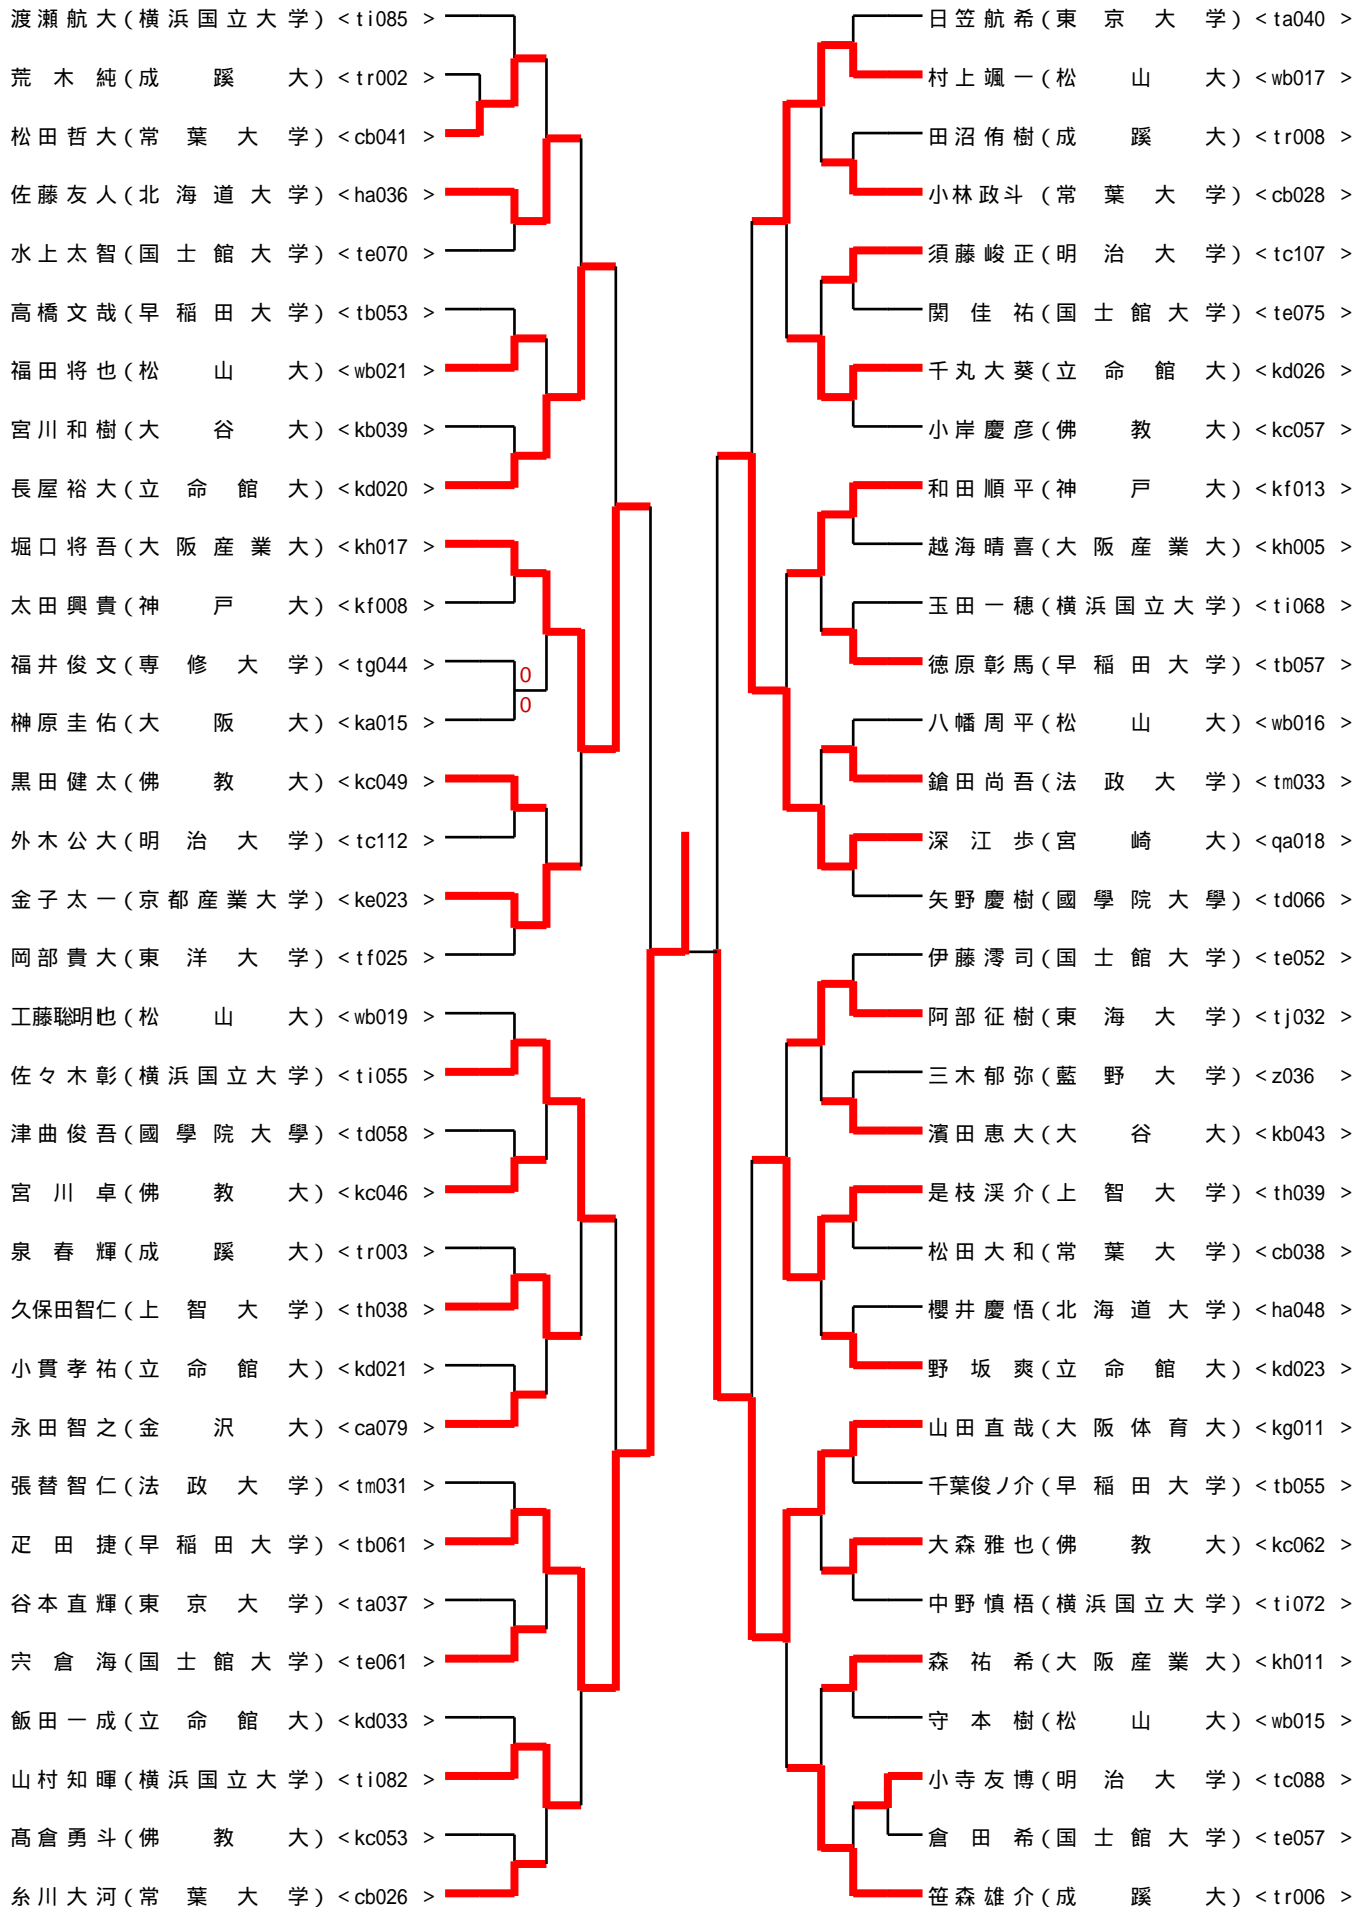 渡瀬航大(横浜国立大学) <ti085 >
荒木純(成蹊大) <tr002 >
松田哲大(常葉大学) <cb041 >
佐藤友人(北海道大学) <ha036 >
水上太智(国士館大学) <te070 >
高橋文哉(早稲田大学) <tb053 >
福田将也(松山大) <wb021 >
宮川和樹(大谷大) <kb039 >
長屋裕大(立命館大) <kd020 >
堀口将吾(大阪産業大) <kh017 >
太田興貴(神戸大) <kf008 >
福井俊文(専修大学) <tg044 >
0
0
榊原圭佑(大阪大) <ka015 >
黒田健太(佛教大) <kc049 >
外木公大(明治大学) <tc112 >
金子太一(京都産業大学) <ke023 >
岡部貴大(東洋大学) <tf025 >
工藤聡明也(松山大) <wb019 >
佐々木彰(横浜国立大学) <ti055 >
津曲俊吾(國學院大學) <td058 >
宮川卓(佛教大) <kc046 >
泉春輝(成蹊大) <tr003 >
久保田智仁(上智大学) <th038 >
小貫孝祐(立命館大) <kd021 >
永田智之(金沢大) <ca079 >
張替智仁(法政大学) <tm031 >
疋田捷(早稲田大学) <tb061 >
谷本直輝(東京大学) <ta037 >
宍倉海(国士館大学) <te061 >
飯田一成(立命館大) <kd033 >
山村知暉(横浜国立大学) <ti082 >
髙倉勇斗(佛教大) <kc053 >
糸川大河(常葉大学) <cb026 >
日笠航希(東京大学) <ta040 >
村上颯一(松山大) <wb017 >
田沼侑樹(成蹊大) <tr008 >
小林政斗 (常葉大学) <cb028 >
須藤峻正(明治大学) <tc107 >
関佳祐(国士館大学) <te075 >
千丸大葵(立命館大) <kd026 >
小岸慶彦(佛教大) <kc057 >
和田順平(神戸大) <kf013 >
越海晴喜(大阪産業大) <kh005 >
玉田一穂(横浜国立大学) <ti068 >
徳原彰馬(早稲田大学) <tb057 >
八幡周平(松山大) <wb016 >
鎗田尚吾(法政大学) <tm033 >
深江歩(宮崎大) <qa018 >
矢野慶樹(國學院大學) <td066 >
伊藤澪司(国士館大学) <te052 >
阿部征樹(東海大学) <tj032 >
三木郁弥(藍野大学) <z036 >
濱田恵大(大谷大) <kb043 >
是枝渓介(上智大学) <th039 >
松田大和(常葉大学) <cb038 >
櫻井慶悟(北海道大学) <ha048 >
野坂爽(立命館大) <kd023 >
山田直哉(大阪体育大) <kg011 >
千葉俊ノ介(早稲田大学) <tb055 >
大森雅也(佛教大) <kc062 >
中野慎梧(横浜国立大学) <ti072 >
森祐希(大阪産業大) <kh011 >
守本樹(松山大) <wb015 >
小寺友博(明治大学) <tc088 >
倉田希(国士館大学) <te057 >
笹森雄介(成蹊大) <tr006 >